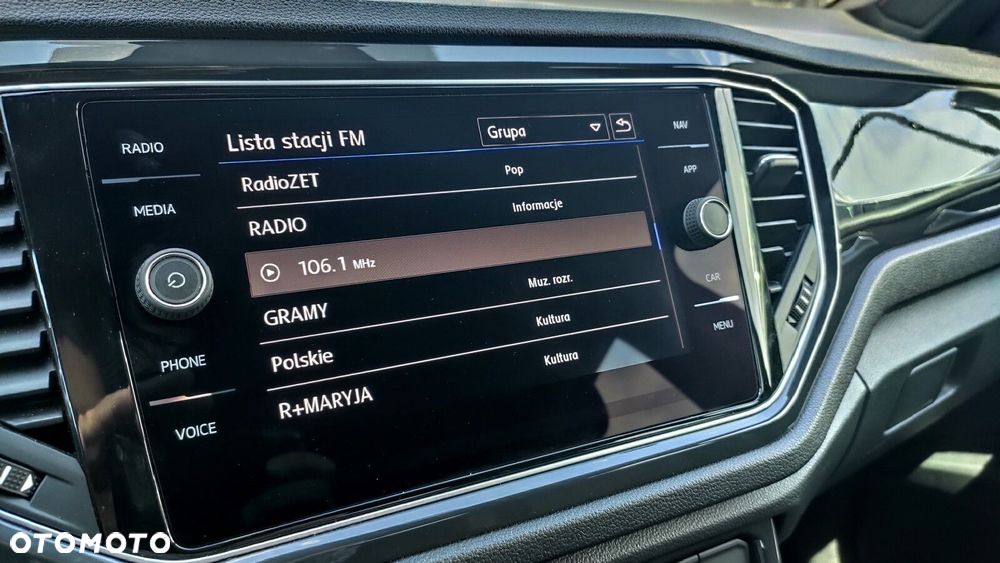 RADIO
MEDIA
PHONE
VOICE
Lista stacji FM
Grupa
RadioZET Pop
RADIO Informacje
106.1 MHz
GRAMY Muz. rozr.
Polskie Kultura
R+MARYJA Kultura
NAV
APP
CAR
MENU
OTOMOTO